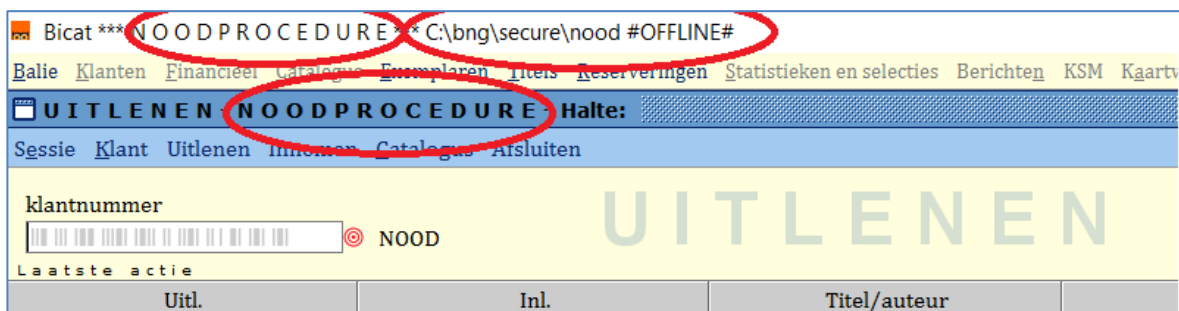 Bicat *** N O O D P R O C E D U R E *** C:\bng\secure\nood #OFFLINE#
Balie Klanten Financieel Catalogus Exemplaren Titels Reserveringen Statistieken en selecties Berichten KSM
U I T L E N E N - N O O D P R O C E D U R E - Halte:
Sessie Klant Uitlenen Innemen Catalogus Afsluiten
klantnummer
UITLENEN
NOOD
Laatste actie
Uitl. Inl. Titel/auteur